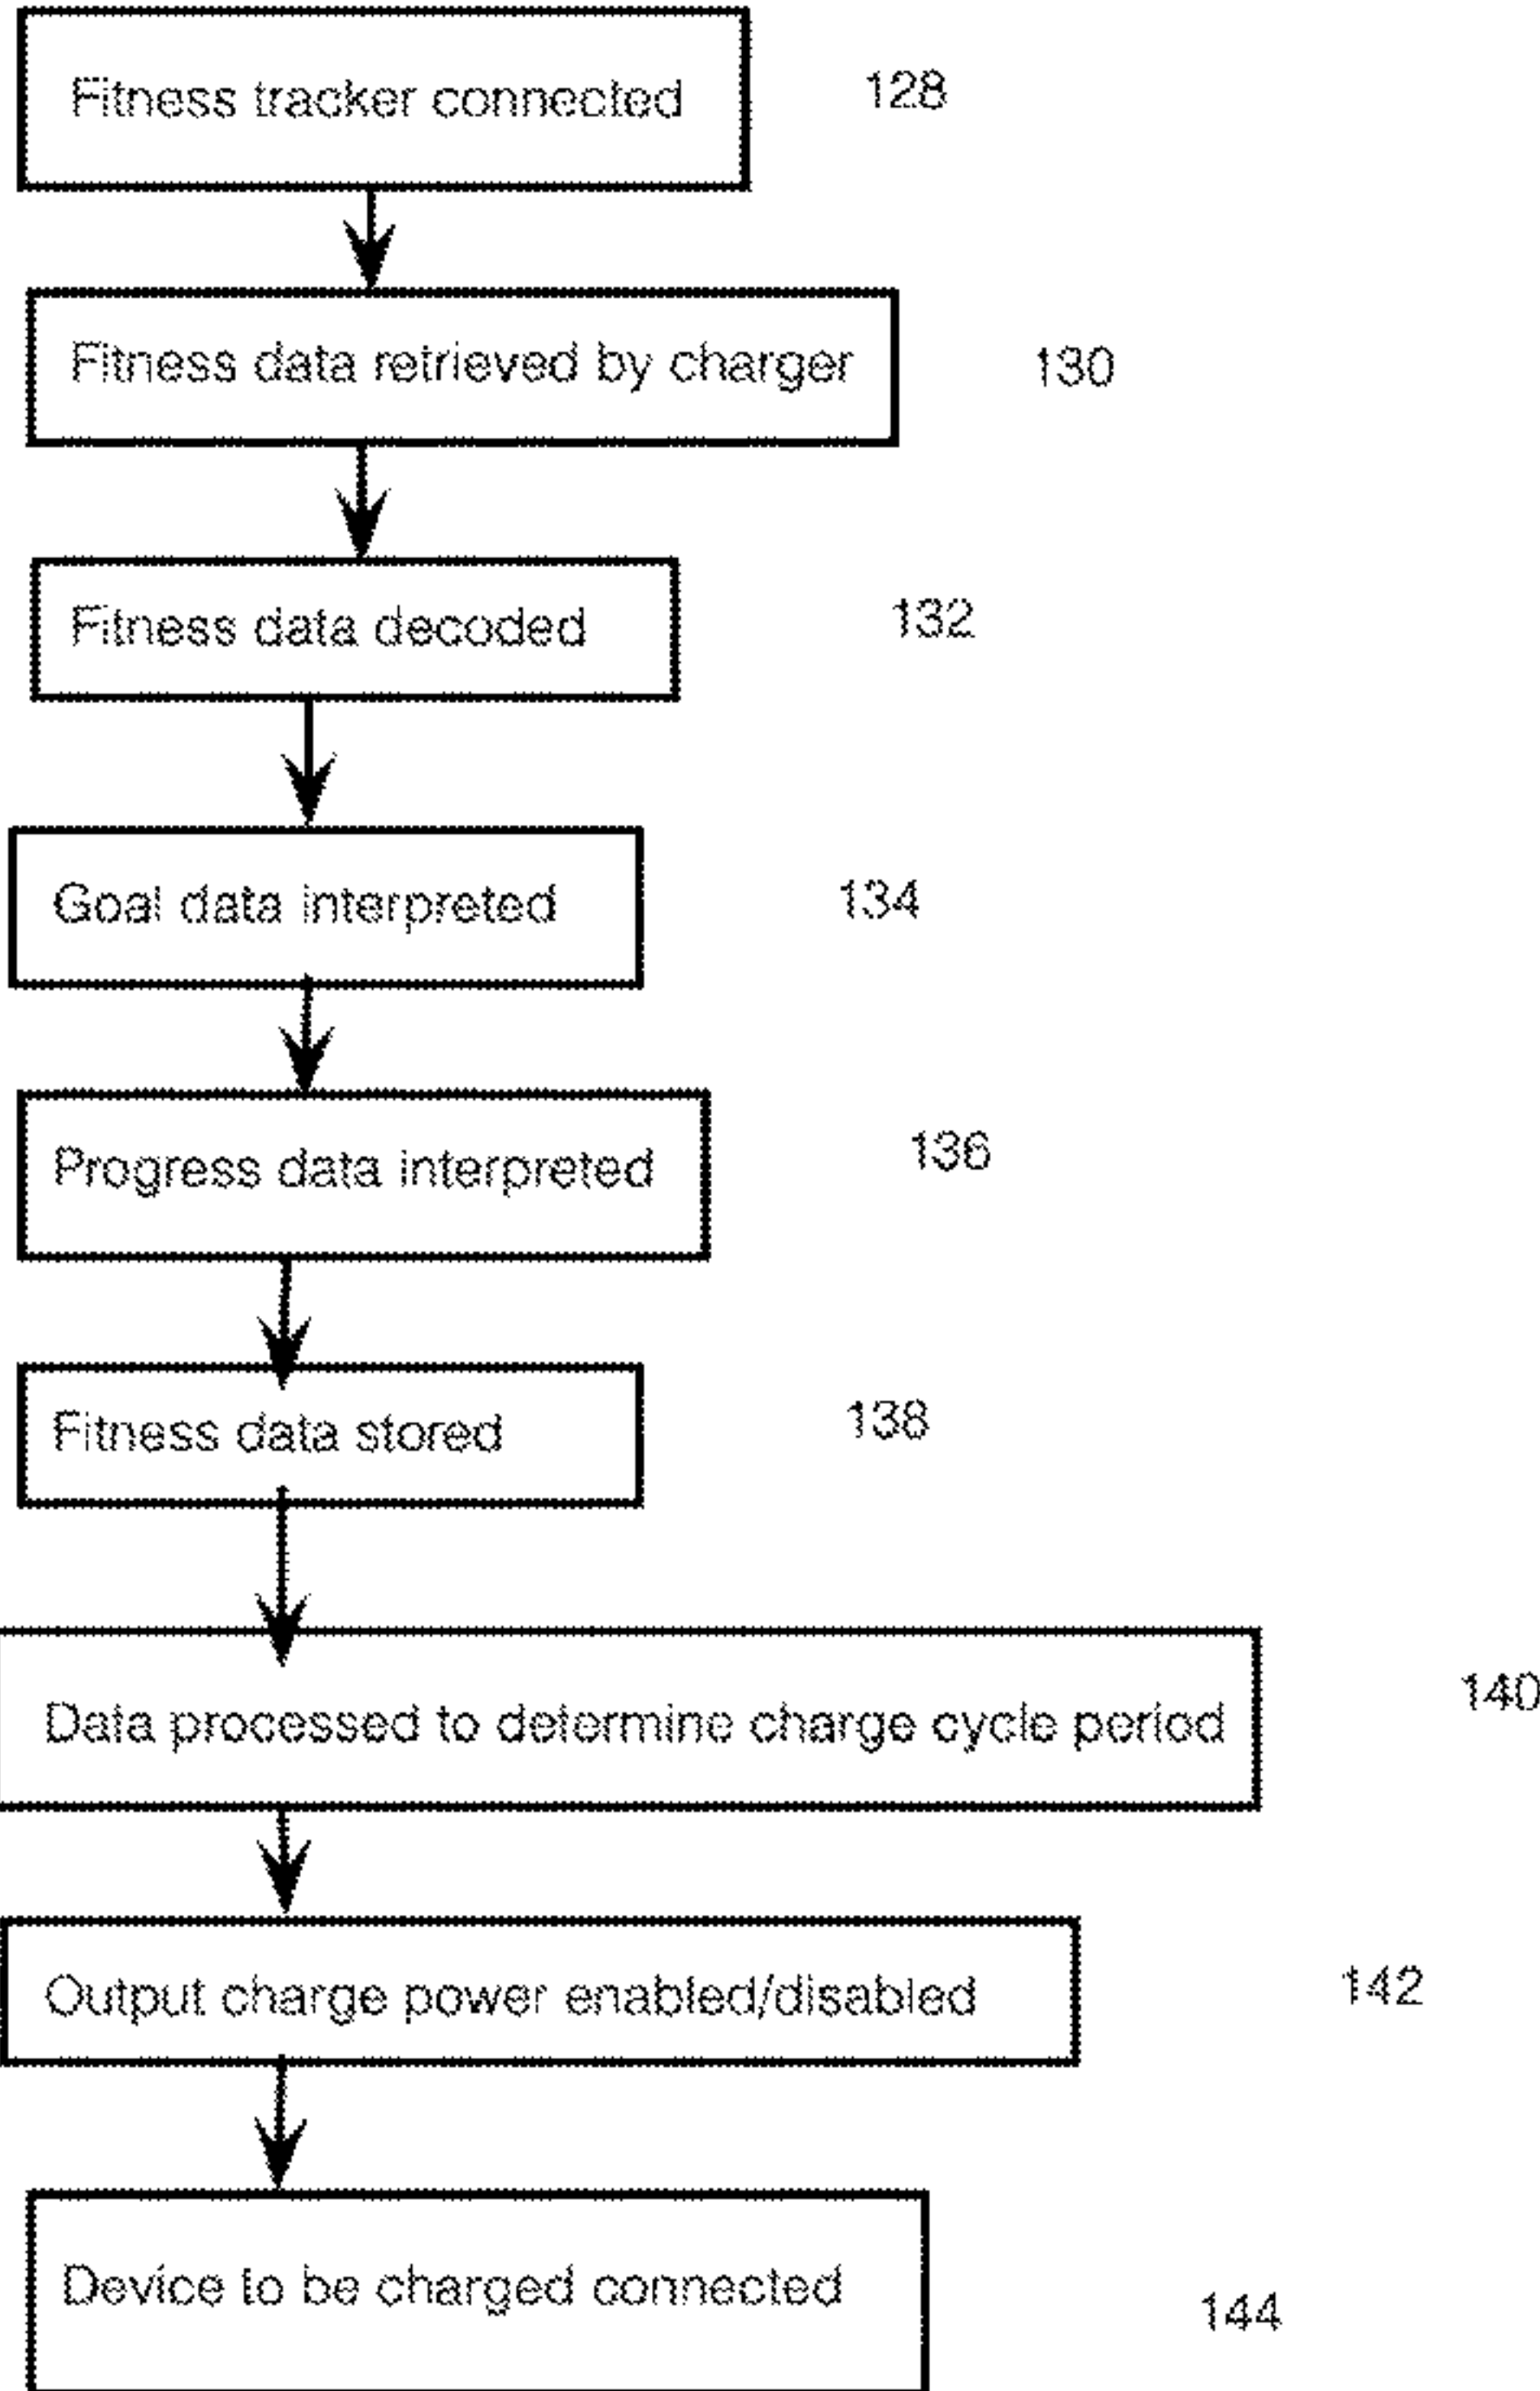 Fitness tracker connected
128
Fitness data retrieved by charger
130
Fitness data decoded
132
Goal data interpreted
134
Progress data interpreted
136
Fitness data stored
138
Data processed to determine charge cycle period
140
Output charge power enabled/disabled
142
Device to be charged connected
144